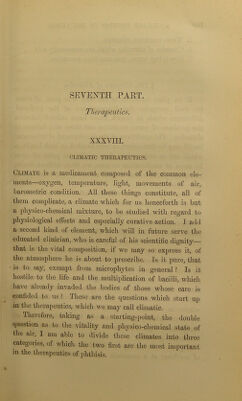 SEVENTH PART.
Therapeutics.
XXXVIII.
CLIMATIC THERAPEUTICS.
Climate is a medicament composed of the common ele-
ments—oxygen, temperature, light, movements of air,
barometric condition. All these things constitute, all of
them complicate, a climate which for us henceforth is but
a physico-chemical mixture, to be studied with regard to
physiological effects and especially curative action. I add
a second kind of element, which will in future serve the
educated clinician, who is careful of his scientific dignity—
that is the vital composition, if we may so express it, of
the atmosphere he is about to prescribe. Is it pure, that
is to say, exempt from microphytes in general? Is it
hostile to the life and the multiplication of bacilli, which
have already invaded the bodies of those whose care is
confided to us? These are the questions which start up
in the therapeutics, which we may call climatic.
Therefore, taking as a starting-point, the double
question as to the vitality and physico-chemical state of
the air, I am able to divide these climates into three
categories, of which the two first are the most important
in the therapeutics of phthisis.